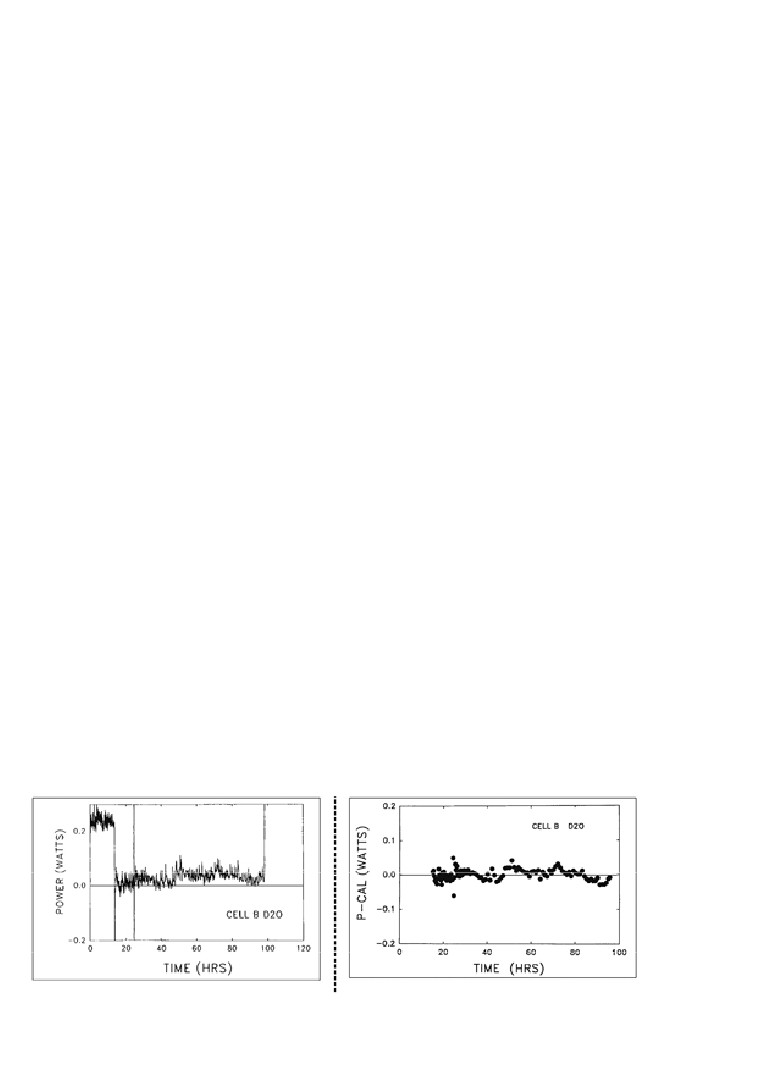 0.2
0.0
-0.2
POWER (WATTS)
0 20 40 60 80 100 120
TIME (HRS)
CELL B D2O
0.2
0.1
0.0
-0.1
-0.2
P-CAL (WATTS)
0 20 40 60 80 100
TIME (HRS)
CELL B D2O